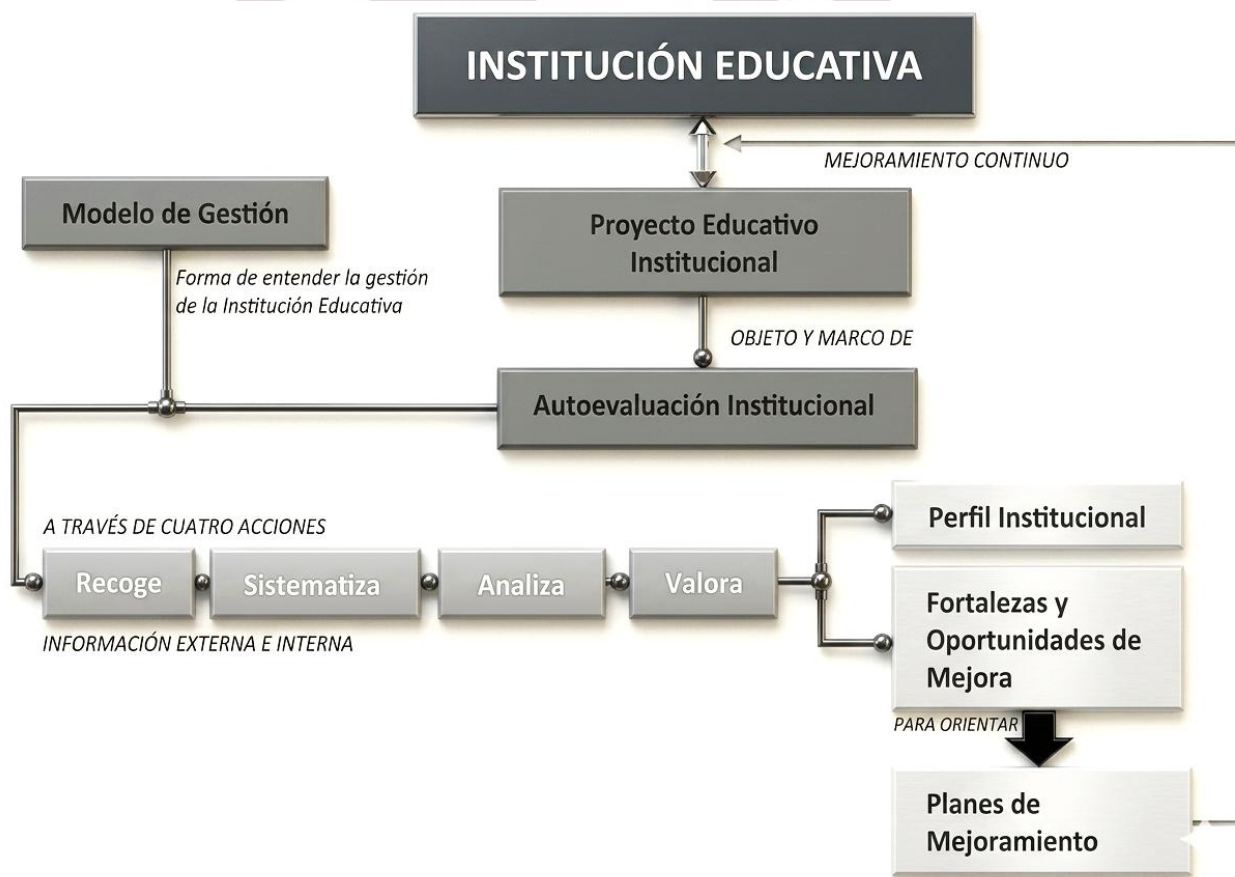 INSTITUCIÓN EDUCATIVA
MEJORAMIENTO CONTINUO
Modelo de Gestión
Proyecto Educativo
Institucional
Forma de entender la gestión
de la Institución Educativa
OBJETO Y MARCO DE
Autoevaluación Institucional
A TRAVÉS DE CUATRO ACCIONES
Recoge
Sistematiza
Analiza
Valora
INFORMACIÓN EXTERNA E INTERNA
Perfil Institucional
Fortalezas y
Oportunidades de
Mejora
PARA ORIENTAR
Planes de
Mejoramiento